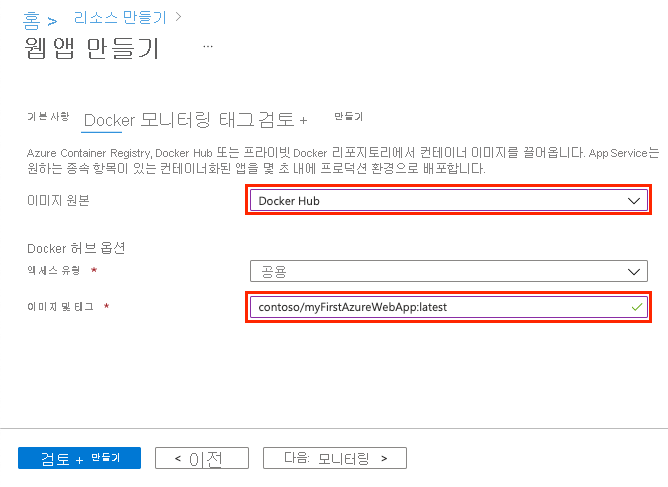 홈 > 리소스 만들기 >
웹앱 만들기 ...
기본 사항 Docker 모니터링 태그 검토 + 만들기
Azure Container Registry, Docker Hub 또는 프라이빗 Docker 리포지토리에서 컨테이너 이미지를 끌어옵니다. App Service는
원하는 종속 항목이 있는 컨테이너화된 앱을 몇 초 내에 프로덕션 환경으로 배포합니다.
이미지 원본 Docker Hub
Docker 허브 옵션
액세스 유형 * 공용
이미지 및 태그 * contoso/myFirstAzureWebApp:latest
검토 + 만들기 < 이전 다음: 모니터링 >